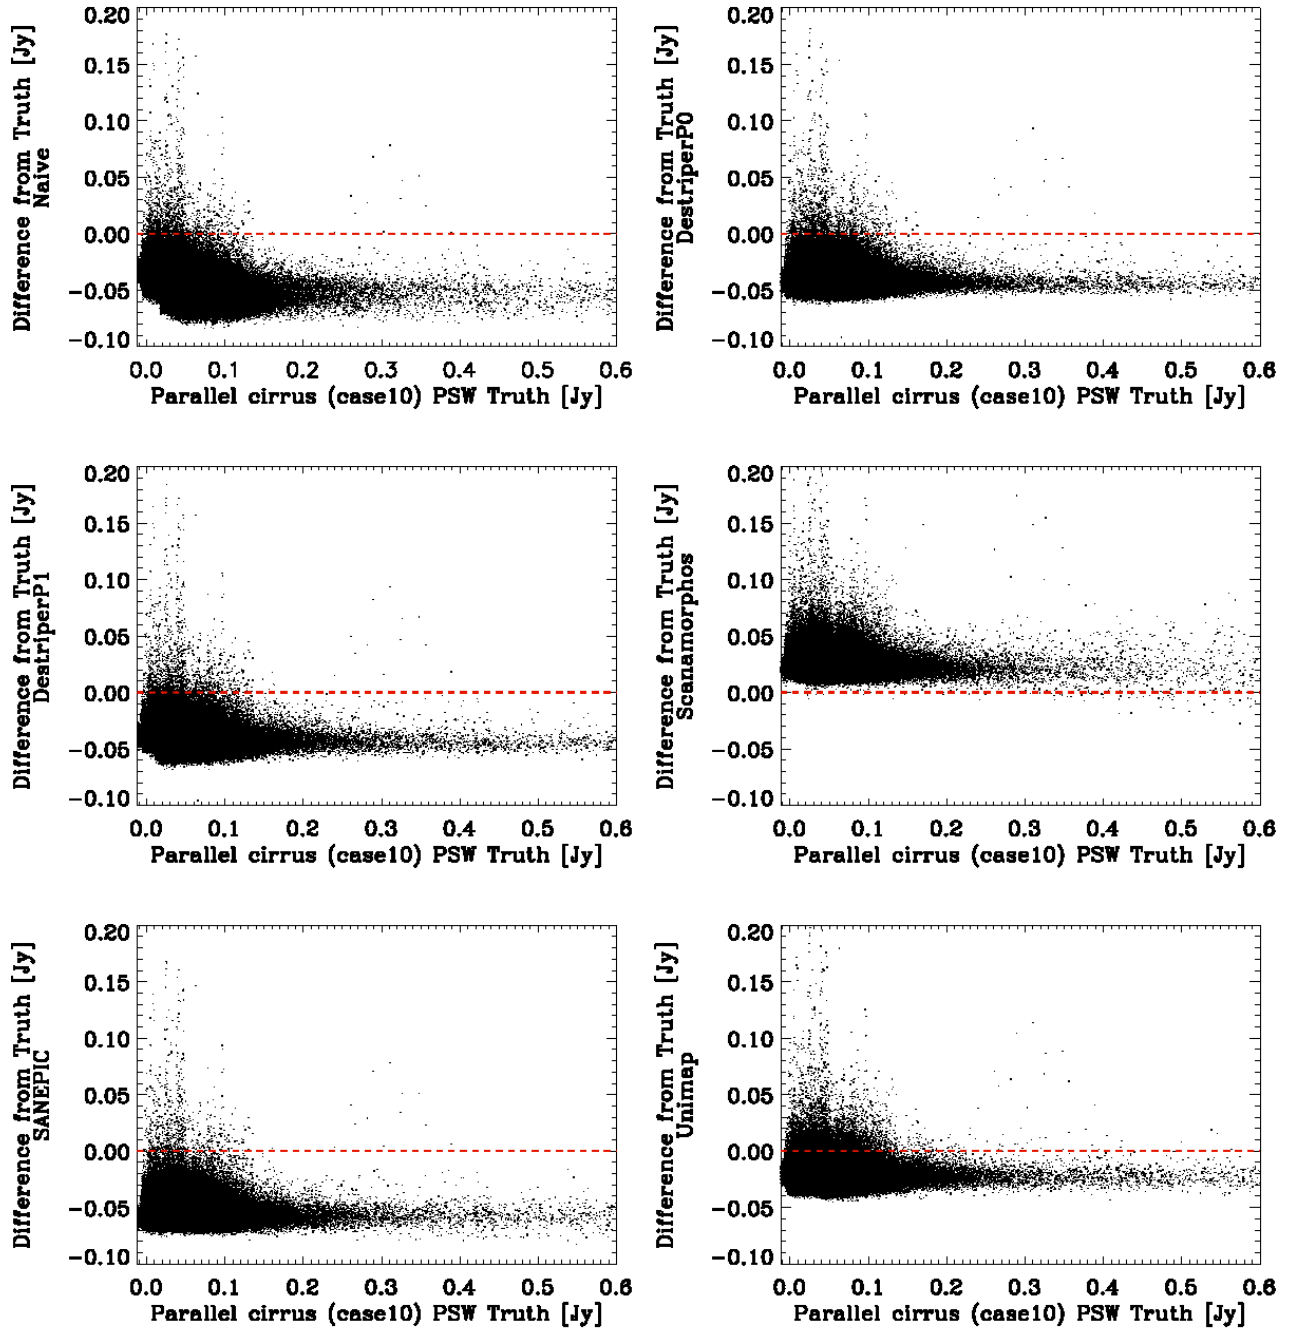 Difference from Truth [Jy]
Naive
0.20
0.15
0.10
0.05
0.00
−0.05
−0.10
0.0 0.1 0.2 0.3 0.4 0.5 0.6
Parallel cirrus (case10) PSW Truth [Jy]
Difference from Truth [Jy]
DestriperP0
0.20
0.15
0.10
0.05
0.00
−0.05
−0.10
0.0 0.1 0.2 0.3 0.4 0.5 0.6
Parallel cirrus (case10) PSW Truth [Jy]
Difference from Truth [Jy]
DestriperP1
0.20
0.15
0.10
0.05
0.00
−0.05
−0.10
0.0 0.1 0.2 0.3 0.4 0.5 0.6
Parallel cirrus (case10) PSW Truth [Jy]
Difference from Truth [Jy]
Scanamorphos
0.20
0.15
0.10
0.05
0.00
−0.05
−0.10
0.0 0.1 0.2 0.3 0.4 0.5 0.6
Parallel cirrus (case10) PSW Truth [Jy]
Difference from Truth [Jy]
SANEPIC
0.20
0.15
0.10
0.05
0.00
−0.05
−0.10
0.0 0.1 0.2 0.3 0.4 0.5 0.6
Parallel cirrus (case10) PSW Truth [Jy]
Difference from Truth [Jy]
Unimap
0.20
0.15
0.10
0.05
0.00
−0.05
−0.10
0.0 0.1 0.2 0.3 0.4 0.5 0.6
Parallel cirrus (case10) PSW Truth [Jy]